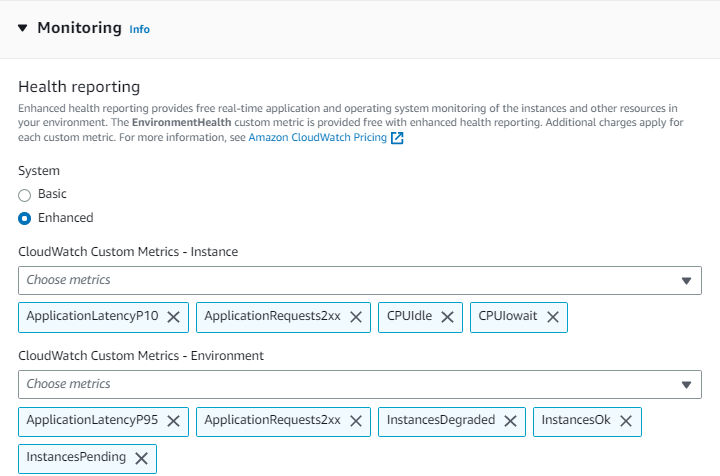 Monitoring Info
Health reporting
Enhanced health reporting provides free real-time application and operating system monitoring of the instances and other resources in
your environment. The EnvironmentHealth custom metric is provided free with enhanced health reporting. Additional charges apply for
each custom metric. For more information, see Amazon CloudWatch Pricing
System
Basic
Enhanced
CloudWatch Custom Metrics - Instance
Choose metrics
ApplicationLatencyP10 ApplicationRequests2xx CPUIdle CPUIowait
CloudWatch Custom Metrics - Environment
Choose metrics
ApplicationLatencyP95 ApplicationRequests2xx InstancesDegraded InstancesOk
InstancesPending